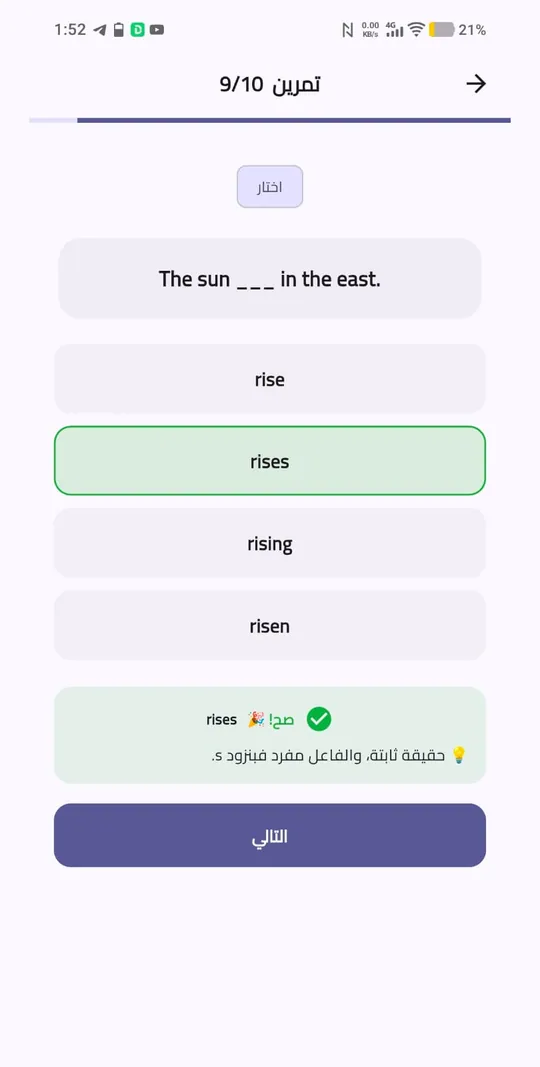 1:52 0.00 KB/s 4G 21%
تمرين 9/10
اختار
The sun ___ in the east.
rise
rises
rising
risen
صح! 🎉 rises
💡 حقيقة ثابتة، والفاعل مفرد فبنزود s.
التالي